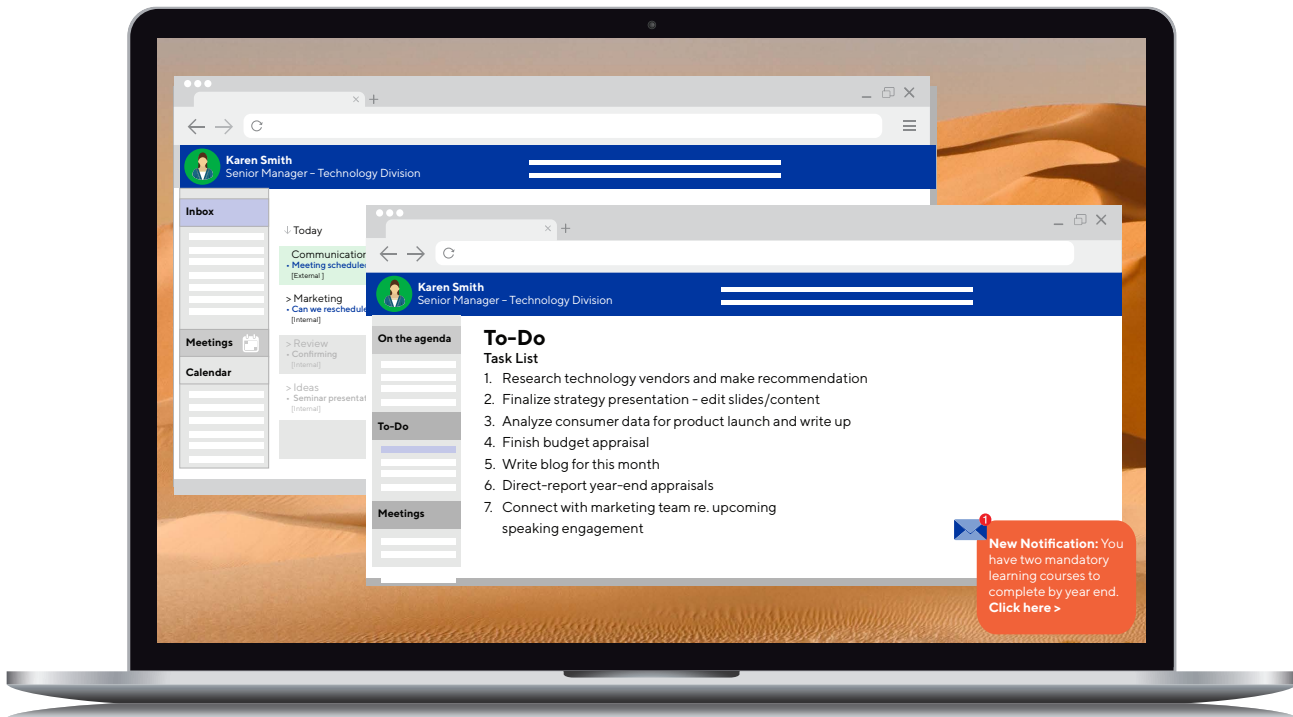 Karen Smith
Senior Manager – Technology Division
Inbox
Meetings
Calendar
↓ Today
Communication
• Meeting schedule
[External ]
> Marketing
• Can we reschedule
[Internal]
> Review
• Confirming
[Internal]
> Ideas
• Seminar presentat
[Internal]
Karen Smith
Senior Manager – Technology Division
On the agenda
To-Do
Meetings
To-Do
Task List
1. Research technology vendors and make recommendation
2. Finalize strategy presentation - edit slides/content
3. Analyze consumer data for product launch and write up
4. Finish budget appraisal
5. Write blog for this month
6. Direct-report year-end appraisals
7. Connect with marketing team re. upcoming
speaking engagement
1
New Notification: You
have two mandatory
learning courses to
complete by year end.
Click here >